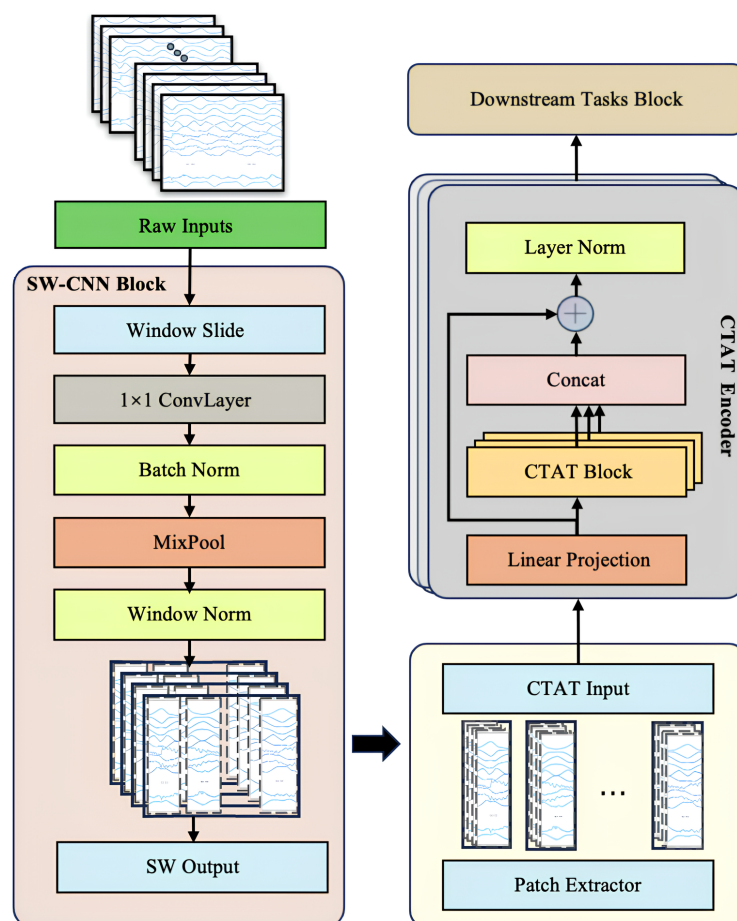 Raw Inputs
SW-CNN Block
Window Slide
1×1 ConvLayer
Batch Norm
MixPool
Window Norm
SW Output
Downstream Tasks Block
Layer Norm
Concat
CTAT Block
Linear Projection
CTAT Encoder
CTAT Input
...
Patch Extractor